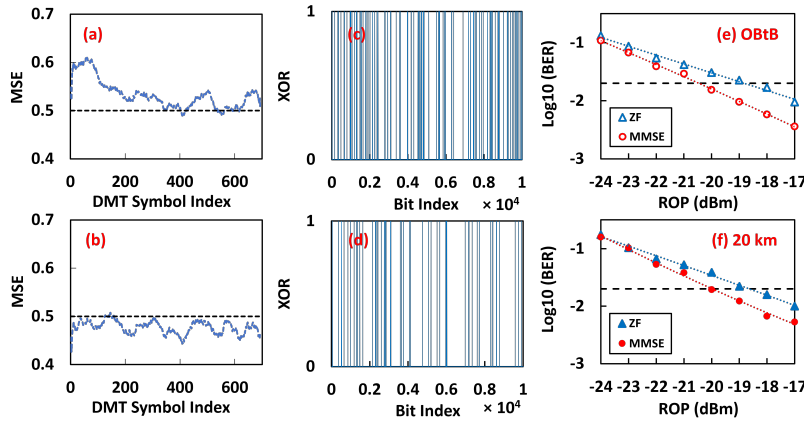 (a)
MSE
0.7
0.6
0.5
0.4
0 200 400 600
DMT Symbol Index
(c)
XOR
1
0
0 0.2 0.4 0.6 0.8 1
Bit Index × 10⁴
(e) OBtB
Log10 (BER)
-1
-2
-3
ZF
MMSE
-24 -23 -22 -21 -20 -19 -18 -17
ROP (dBm)
(b)
MSE
0.7
0.6
0.5
0.4
0 200 400 600
DMT Symbol Index
(d)
XOR
1
0
0 0.2 0.4 0.6 0.8 1
Bit Index × 10⁴
(f) 20 km
Log10 (BER)
-1
-2
-3
ZF
MMSE
-24 -23 -22 -21 -20 -19 -18 -17
ROP (dBm)